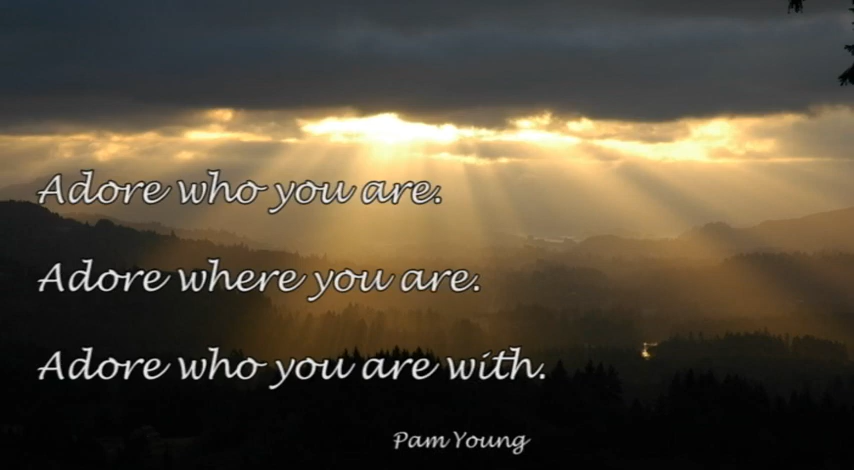 Adore who you are.
Adore where you are.
Adore who you are with.
Pam Young